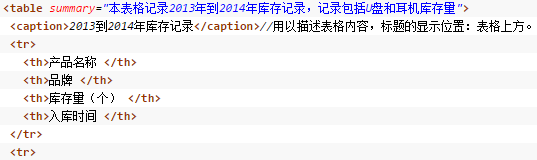 <table summary="本表格记录2013年到2014年库存记录，记录包括U盘和耳机库存量">
<caption>2013到2014年库存记录</caption>//用以描述表格内容，标题的显示位置：表格上方。
<tr>
<th>产品名称 </th>
<th>品牌 </th>
<th>库存量（个） </th>
<th>入库时间 </th>
</tr>
<tr>